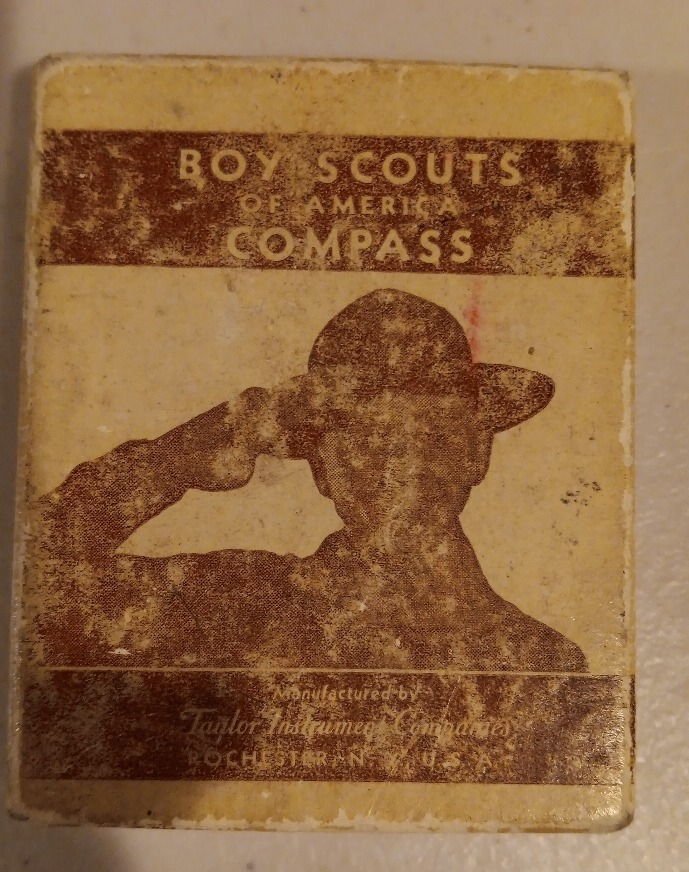 BOY SCOUTS
OF AMERICA
COMPASS
Manufactured by
Taylor Instrument Companies
ROCHESTER, N. Y., U. S. A.